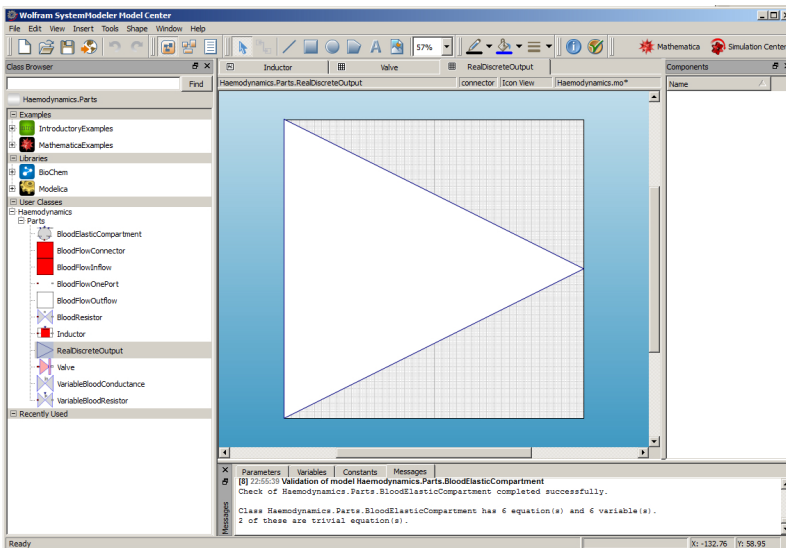 Wolfram SystemModeler Model Center
File Edit View Insert Tools Shape Window Help
57%
Mathematica
Simulation Center
Class Browser
Find
Haemodynamics.Parts
Examples
IntroductoryExamples
MathematicaExamples
Libraries
BioChem
Modelica
User Classes
Haemodynamics
Parts
BloodElasticCompartment
BloodFlowConnector
BloodFlowInflow
BloodFlowOnePort
BloodFlowOutflow
BloodResistor
Inductor
RealDiscreteOutput
Valve
VariableBloodConductance
VariableBloodResistor
Recently Used
Inductor
Valve
RealDiscreteOutput
Haemodynamics.Parts.RealDiscreteOutput
connector
Icon View
Haemodynamics.mo*
Components
Name
Parameters
Variables
Constants
Messages
Messages
[8] 22:55:39 Validation of model Haemodynamics.Parts.BloodElasticCompartment
Check of Haemodynamics.Parts.BloodElasticCompartment completed successfully.
Class Haemodynamics.Parts.BloodElasticCompartment has 6 equation(s) and 6 variable(s).
2 of these are trivial equation(s).
Ready
X: -132.76
Y: 58.95